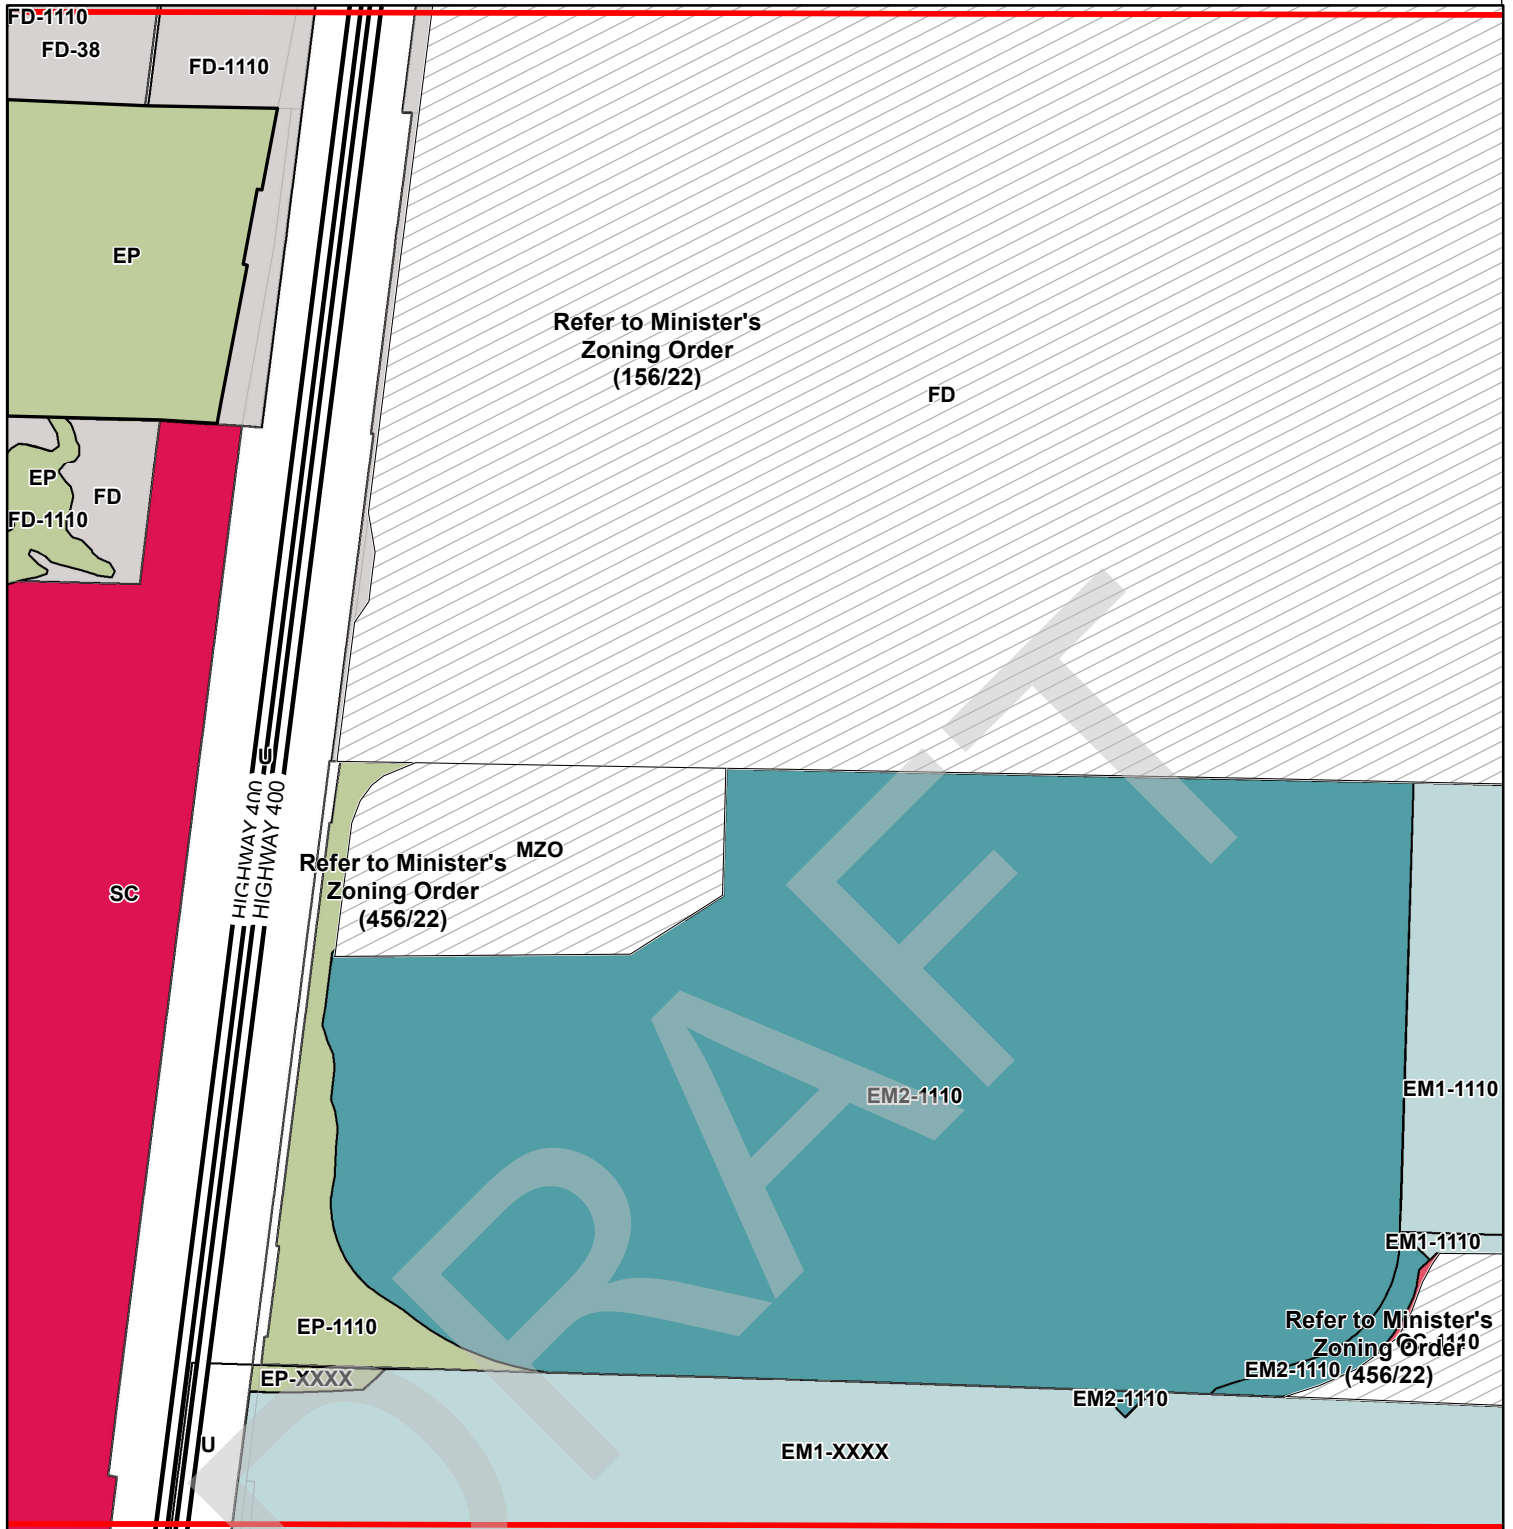 FD-1110
FD-38
FD-1110
EP
Refer to Minister's
Zoning Order
(156/22)
FD
EP
FD
FD-1110
U
HIGHWAY 400
HIGHWAY 400
MZO
Refer to Minister's
Zoning Order
(456/22)
SC
EM2-1110
EM1-1110
EM1-1110
Refer to Minister's
Zoning Order
(456/22)
EP-1110
EM2-1110
EP-XXXX
EM2-1110
U
EM1-XXXX
DRAFT